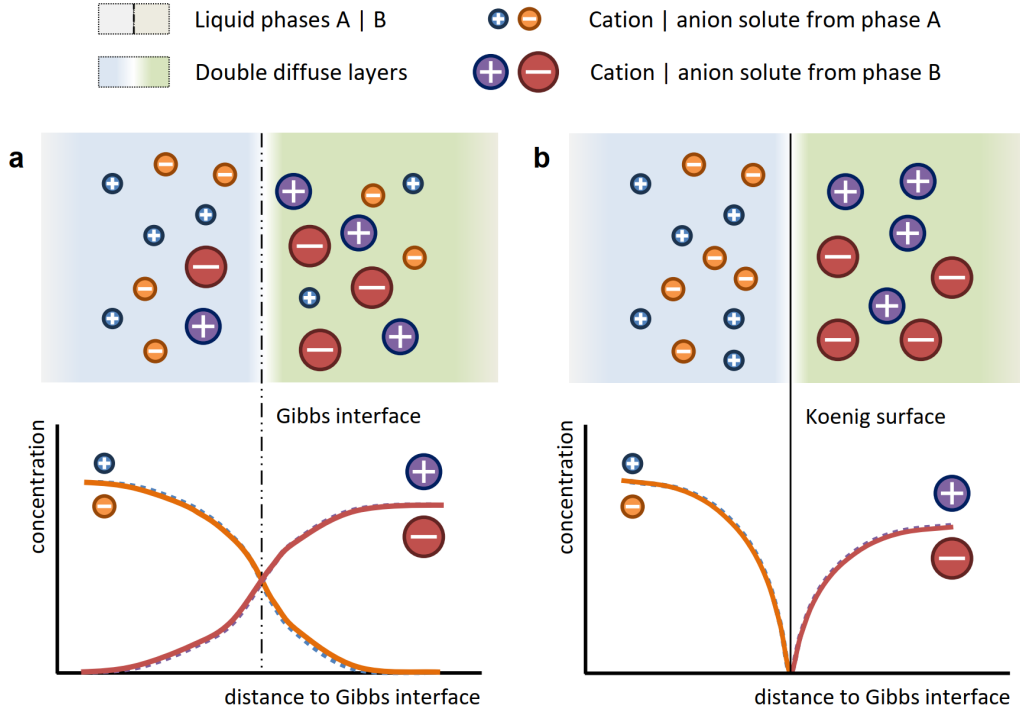 Liquid phases A | B
Cation | anion solute from phase A
Double diffuse layers
Cation | anion solute from phase B
a
b
Gibbs interface
Koenig surface
concentration
concentration
distance to Gibbs interface
distance to Gibbs interface